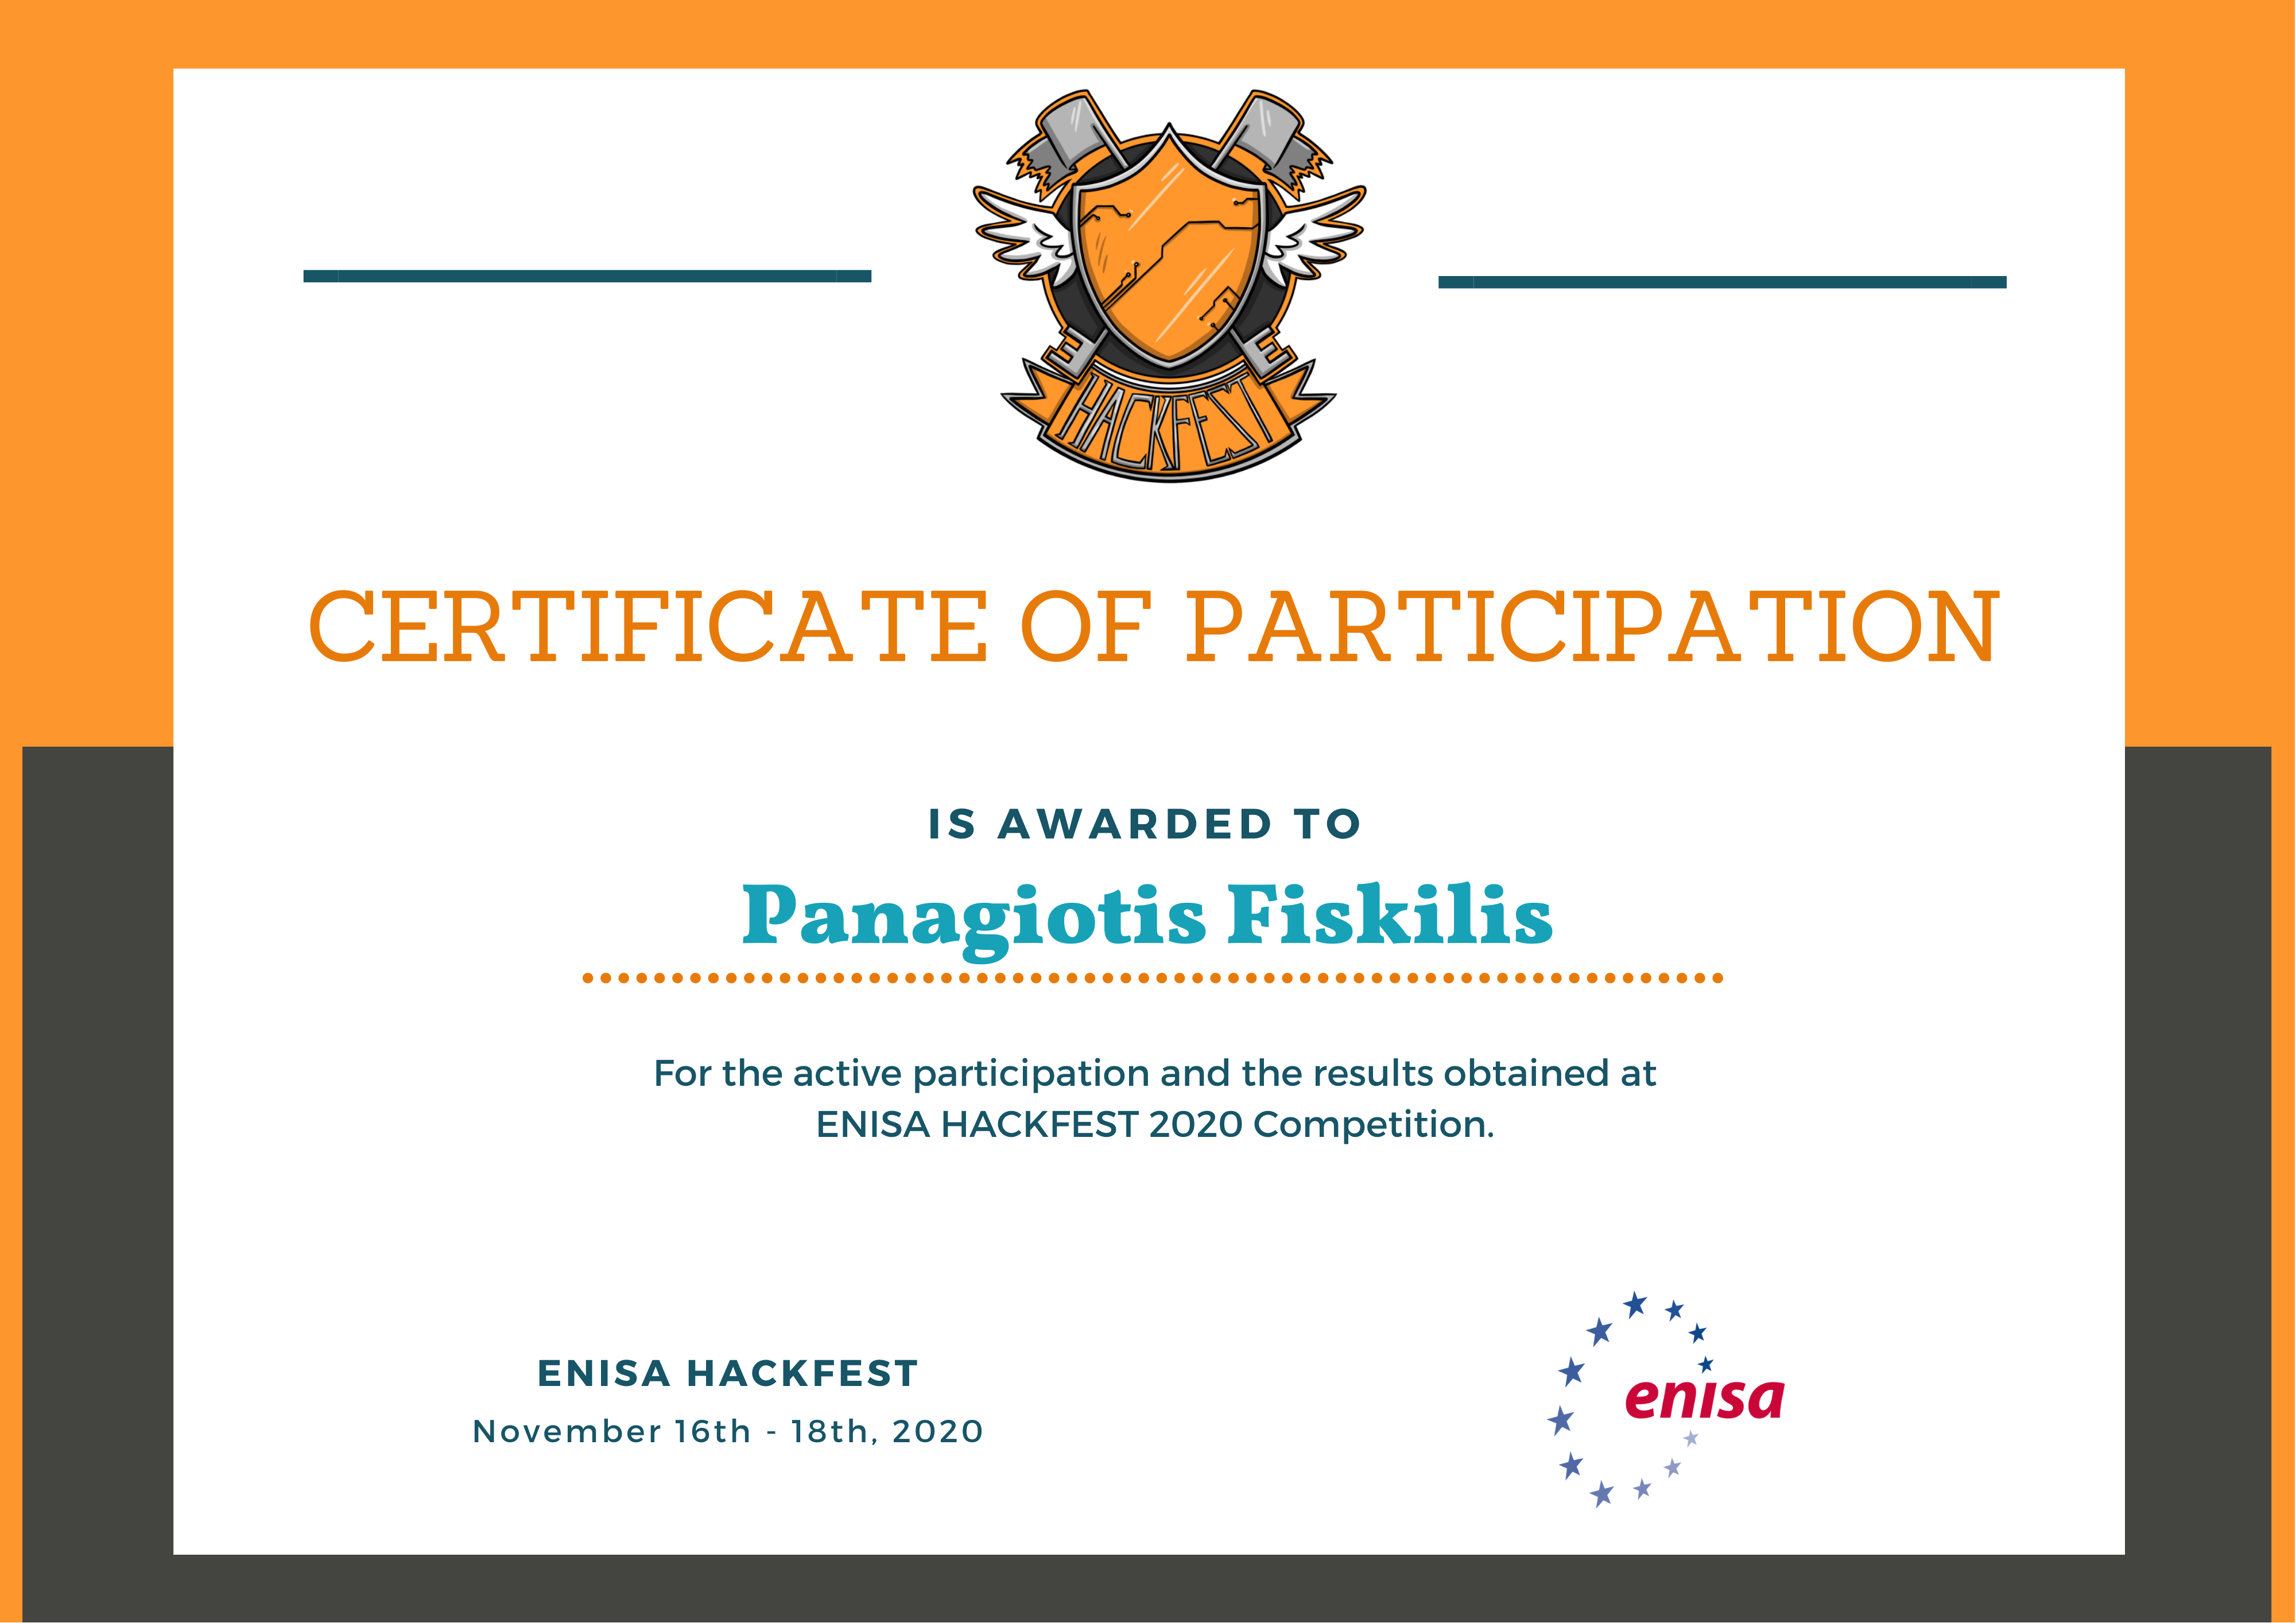 HACKFEST
CERTIFICATE OF PARTICIPATION
IS AWARDED TO
Panagiotis Fiskilis
For the active participation and the results obtained at
ENISA HACKFEST 2020 Competition.
ENISA HACKFEST
November 16th - 18th, 2020
enisa